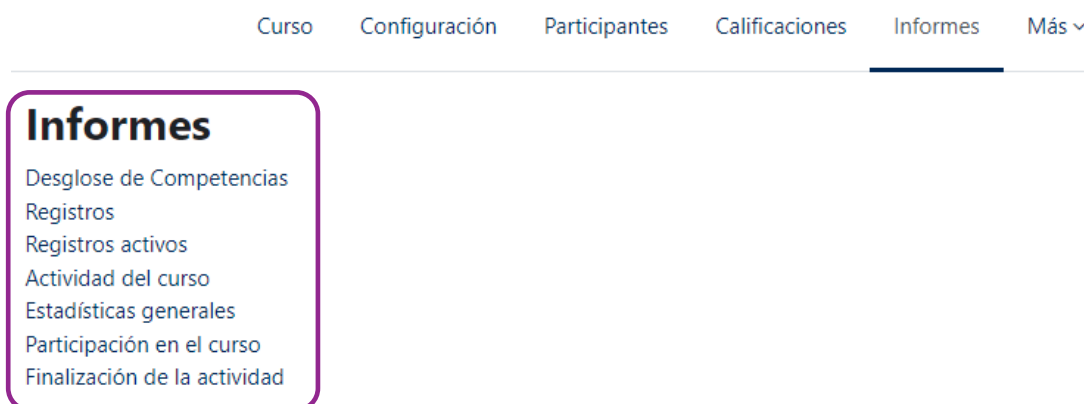 Curso Configuración Participantes Calificaciones Informes Más
Informes
Desglose de Competencias
Registros
Registros activos
Actividad del curso
Estadísticas generales
Participación en el curso
Finalización de la actividad